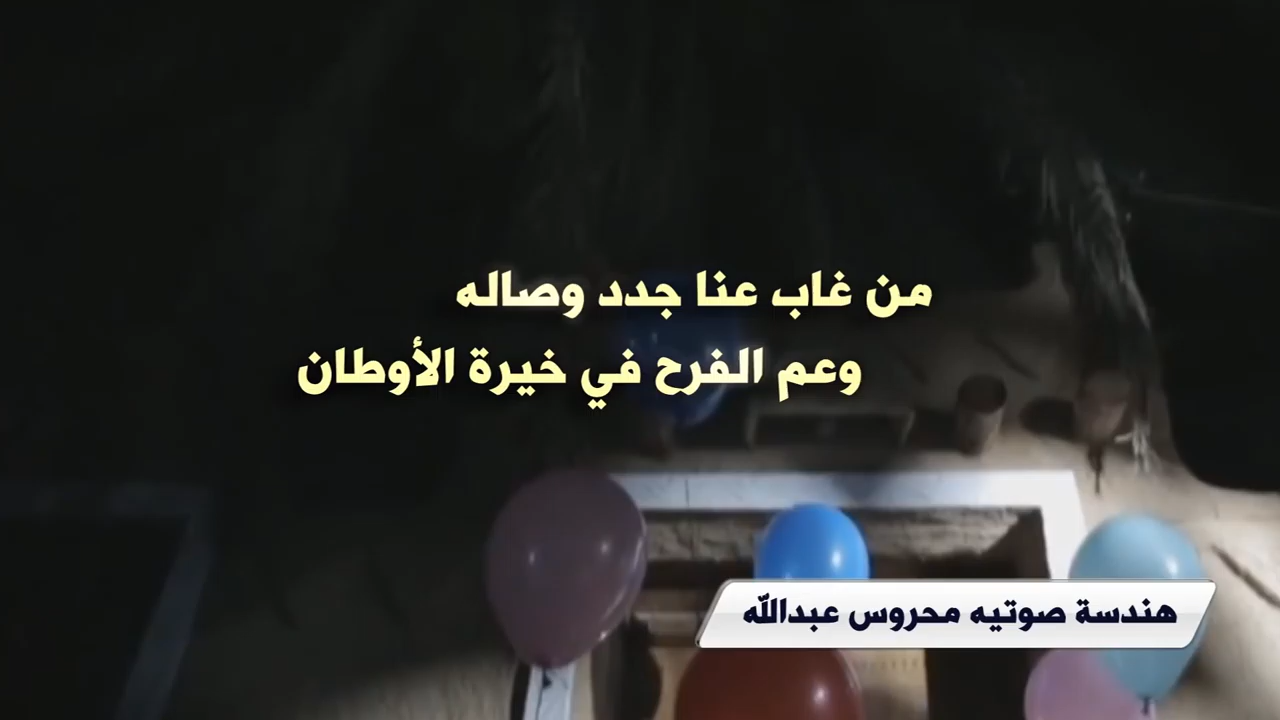 من غاب عنا جدد وصاله
وعم الفرح في خيرة الأوطان
هندسة صوتيه محروس عبدالله